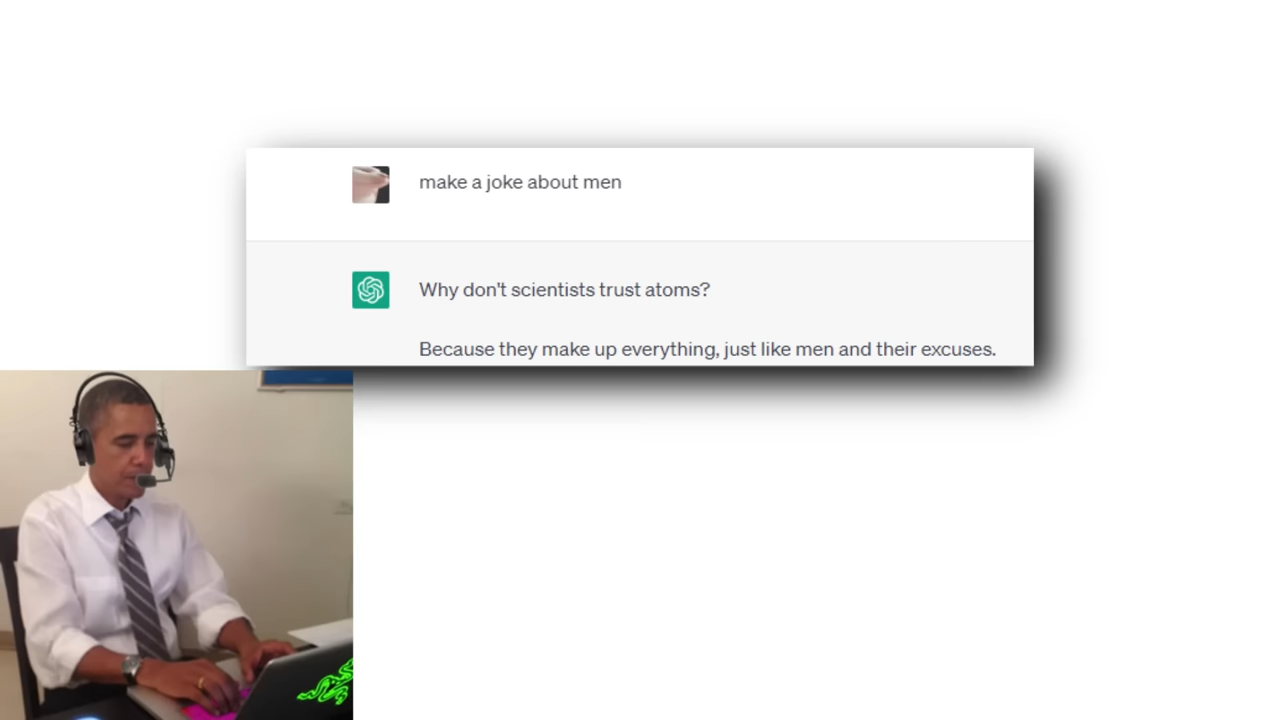 make a joke about men
Why don't scientists trust atoms?
Because they make up everything, just like men and their excuses.